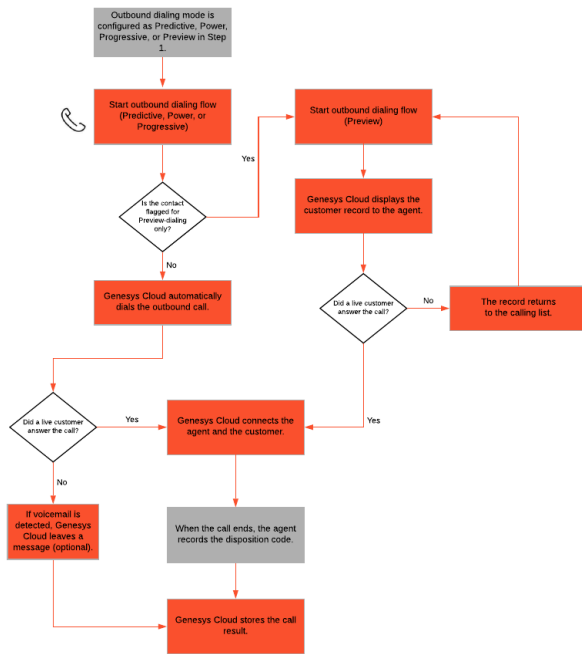 Outbound dialing mode is
configured as Predictive, Power,
Progressive, or Preview in Step
1.
Start outbound dialing flow
(Predictive, Power, or
Progressive)
Start outbound dialing flow
(Preview)
Yes
Is the contact
flagged for
Preview-dialing
only?
Genesys Cloud displays the
customer record to the agent.
No
Genesys Cloud automatically
dials the outbound call.
Did a live customer
answer the call?
No
The record returns
to the calling list.
Did a live customer
answer the call?
Yes
Genesys Cloud connects the
agent and the customer.
Yes
No
If voicemail is
detected, Genesys
Cloud leaves a
message (optional).
When the call ends, the agent
records the disposition code.
Genesys Cloud stores the call
result.